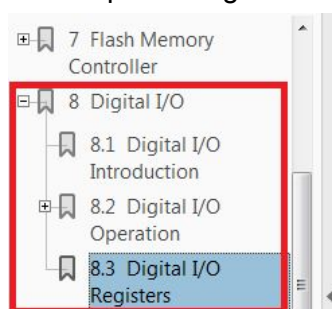 7 Flash Memory
Controller
8 Digital I/O
8.1 Digital I/O
Introduction
8.2 Digital I/O
Operation
8.3 Digital I/O
Registers